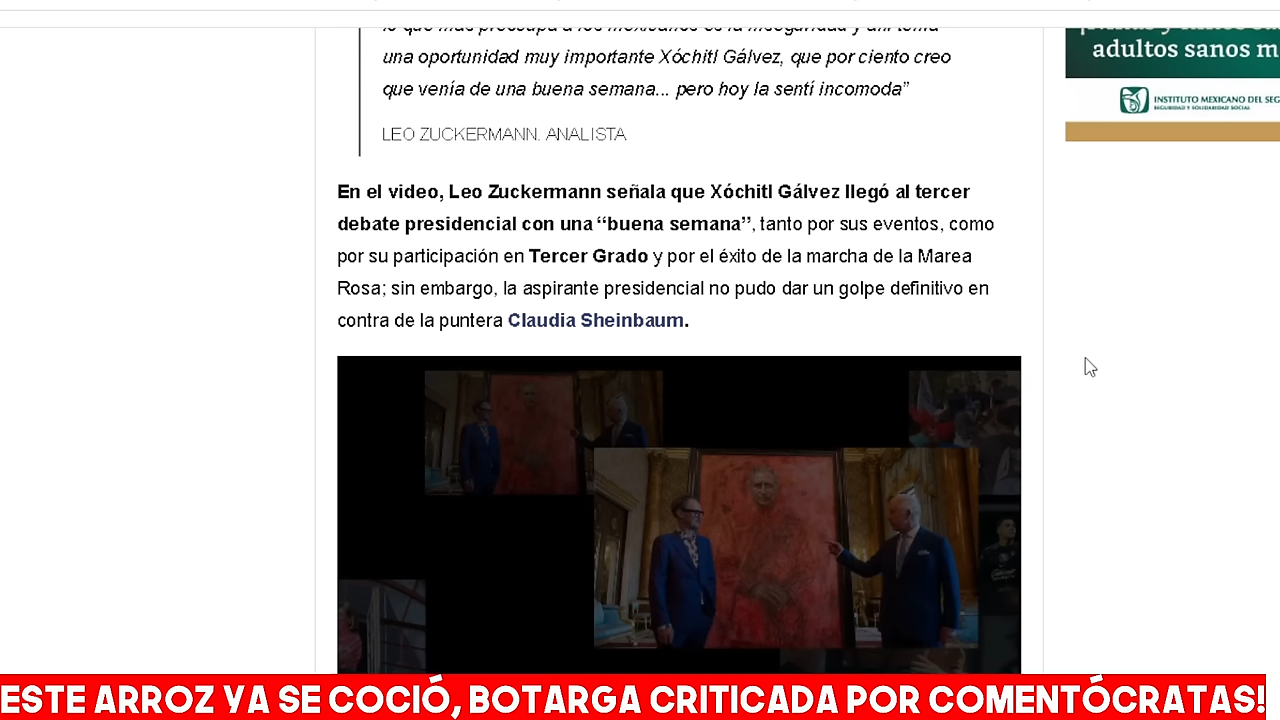 lo que más preocupa a los mexicanos es la inseguridad y ahí tenía
una oportunidad muy importante Xóchitl Gálvez, que por ciento creo
que venía de una buena semana... pero hoy la sentí incomoda”
LEO ZUCKERMANN. ANALISTA
En el video, Leo Zuckermann señala que Xóchitl Gálvez llegó al tercer
debate presidencial con una “buena semana”, tanto por sus eventos, como
por su participación en Tercer Grado y por el éxito de la marcha de la Marea
Rosa; sin embargo, la aspirante presidencial no pudo dar un golpe definitivo en
contra de la puntera Claudia Sheinbaum.
adultos sanos m
INSTITUTO MEXICANO DEL SEG
SEGURIDAD Y SOLIDARIDAD SOCIAL
ESTE ARROZ YA SE COCIÓ, BOTARGA CRITICADA POR COMENTÓCRATAS!